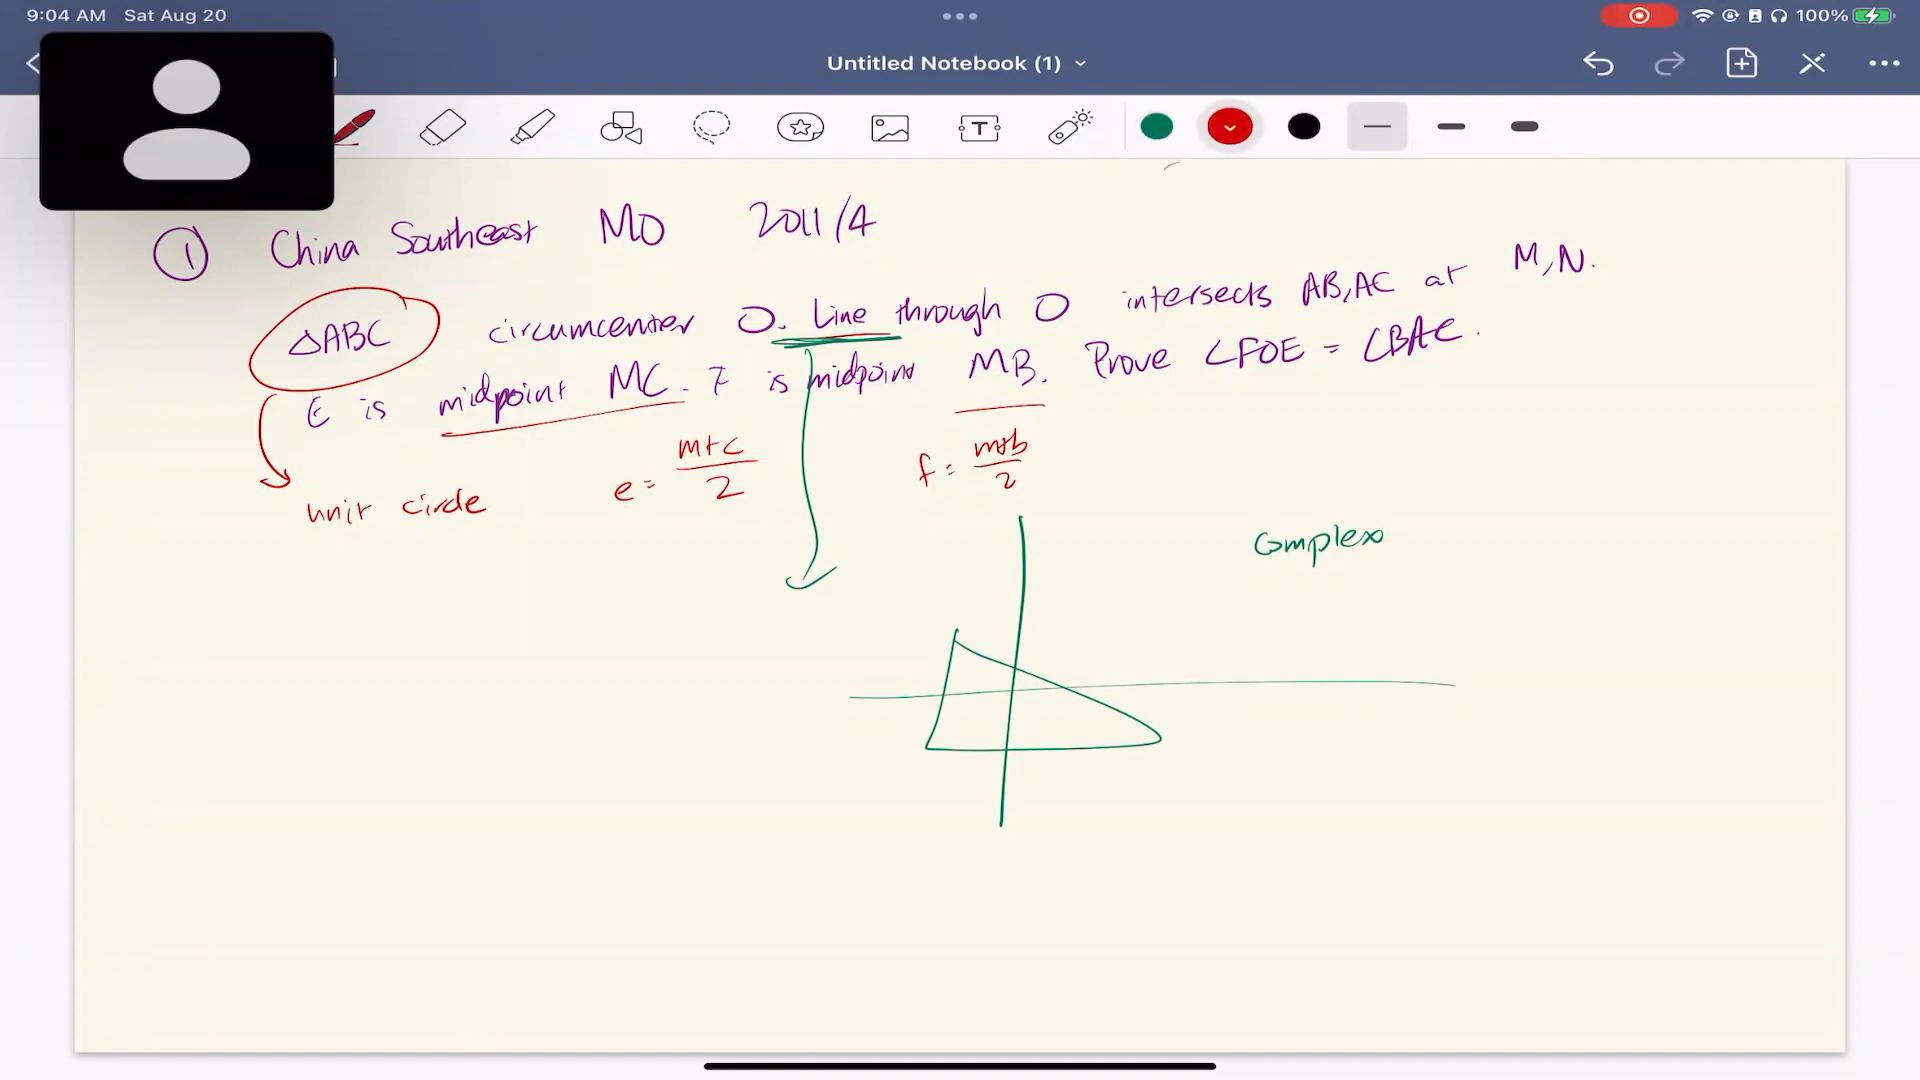 9:04 AM Sat Aug 20
100%
Untitled Notebook (1)
① China Southeast MO 2011/4
△ABC circumcenter O. Line through O intersects AB, AC at M, N.
E is midpoint MC. F is midpoint MB. Prove ∠FOE = ∠BAC.
unit circle
e = m+c/2
f = m+b/2
Complex